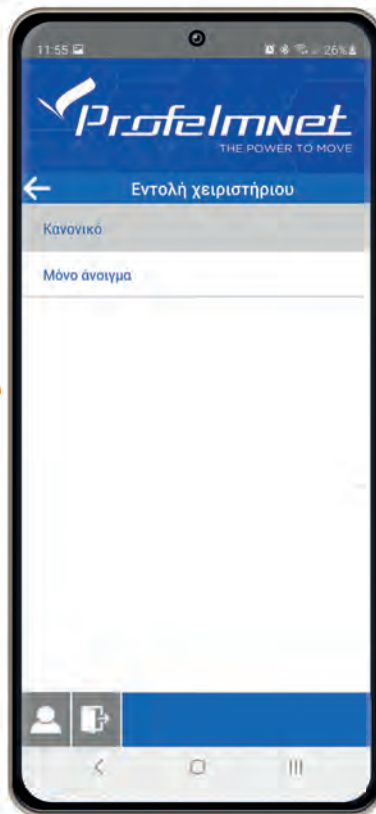 11:55
26%
Profelmnet
THE POWER TO MOVE
Εντολή χειριστήριου
Κανονικό
Μόνο άνοιγμα